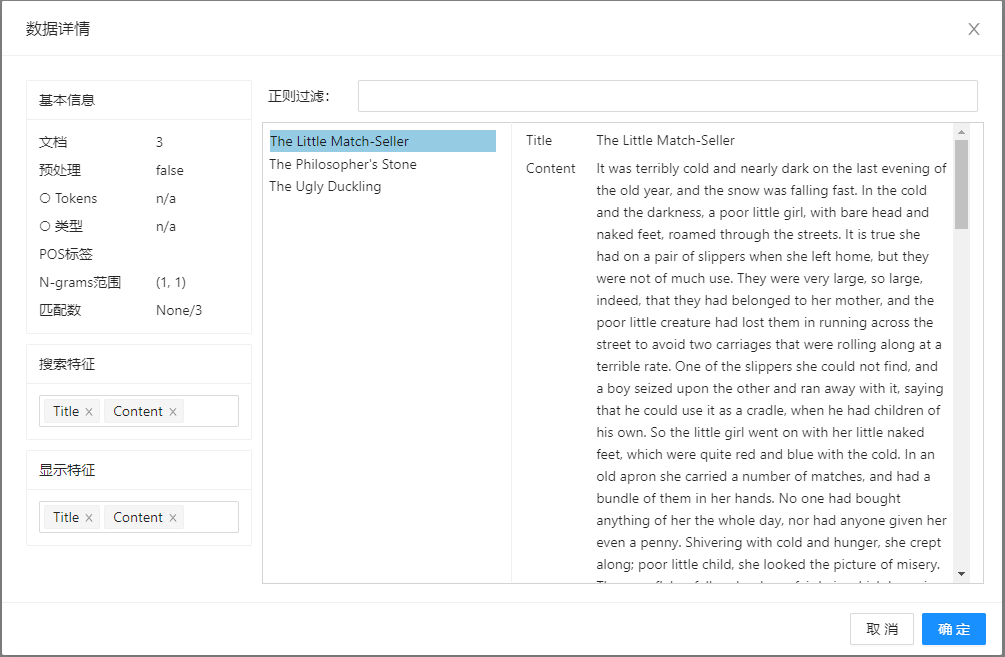 数据详情
基本信息
文档 3
预处理 false
Tokens n/a
类型 n/a
POS标签
N-grams范围 (1, 1)
匹配数 None/3
搜索特征
Title × Content ×
显示特征
Title × Content ×
正则过滤：
The Little Match-Seller
The Philosopher's Stone
The Ugly Duckling
Title The Little Match-Seller
Content It was terribly cold and nearly dark on the last evening of
the old year, and the snow was falling fast. In the cold
and the darkness, a poor little girl, with bare head and
naked feet, roamed through the streets. It is true she
had on a pair of slippers when she left home, but they
were not of much use. They were very large, so large,
indeed, that they had belonged to her mother, and the
poor little creature had lost them in running across the
street to avoid two carriages that were rolling along at a
terrible rate. One of the slippers she could not find, and
a boy seized upon the other and ran away with it, saying
that he could use it as a cradle, when he had children of
his own. So the little girl went on with her little naked
feet, which were quite red and blue with the cold. In an
old apron she carried a number of matches, and had a
bundle of them in her hands. No one had bought
anything of her the whole day, nor had anyone given her
even a penny. Shivering with cold and hunger, she crept
along; poor little child, she looked the picture of misery.
取 消
确 定